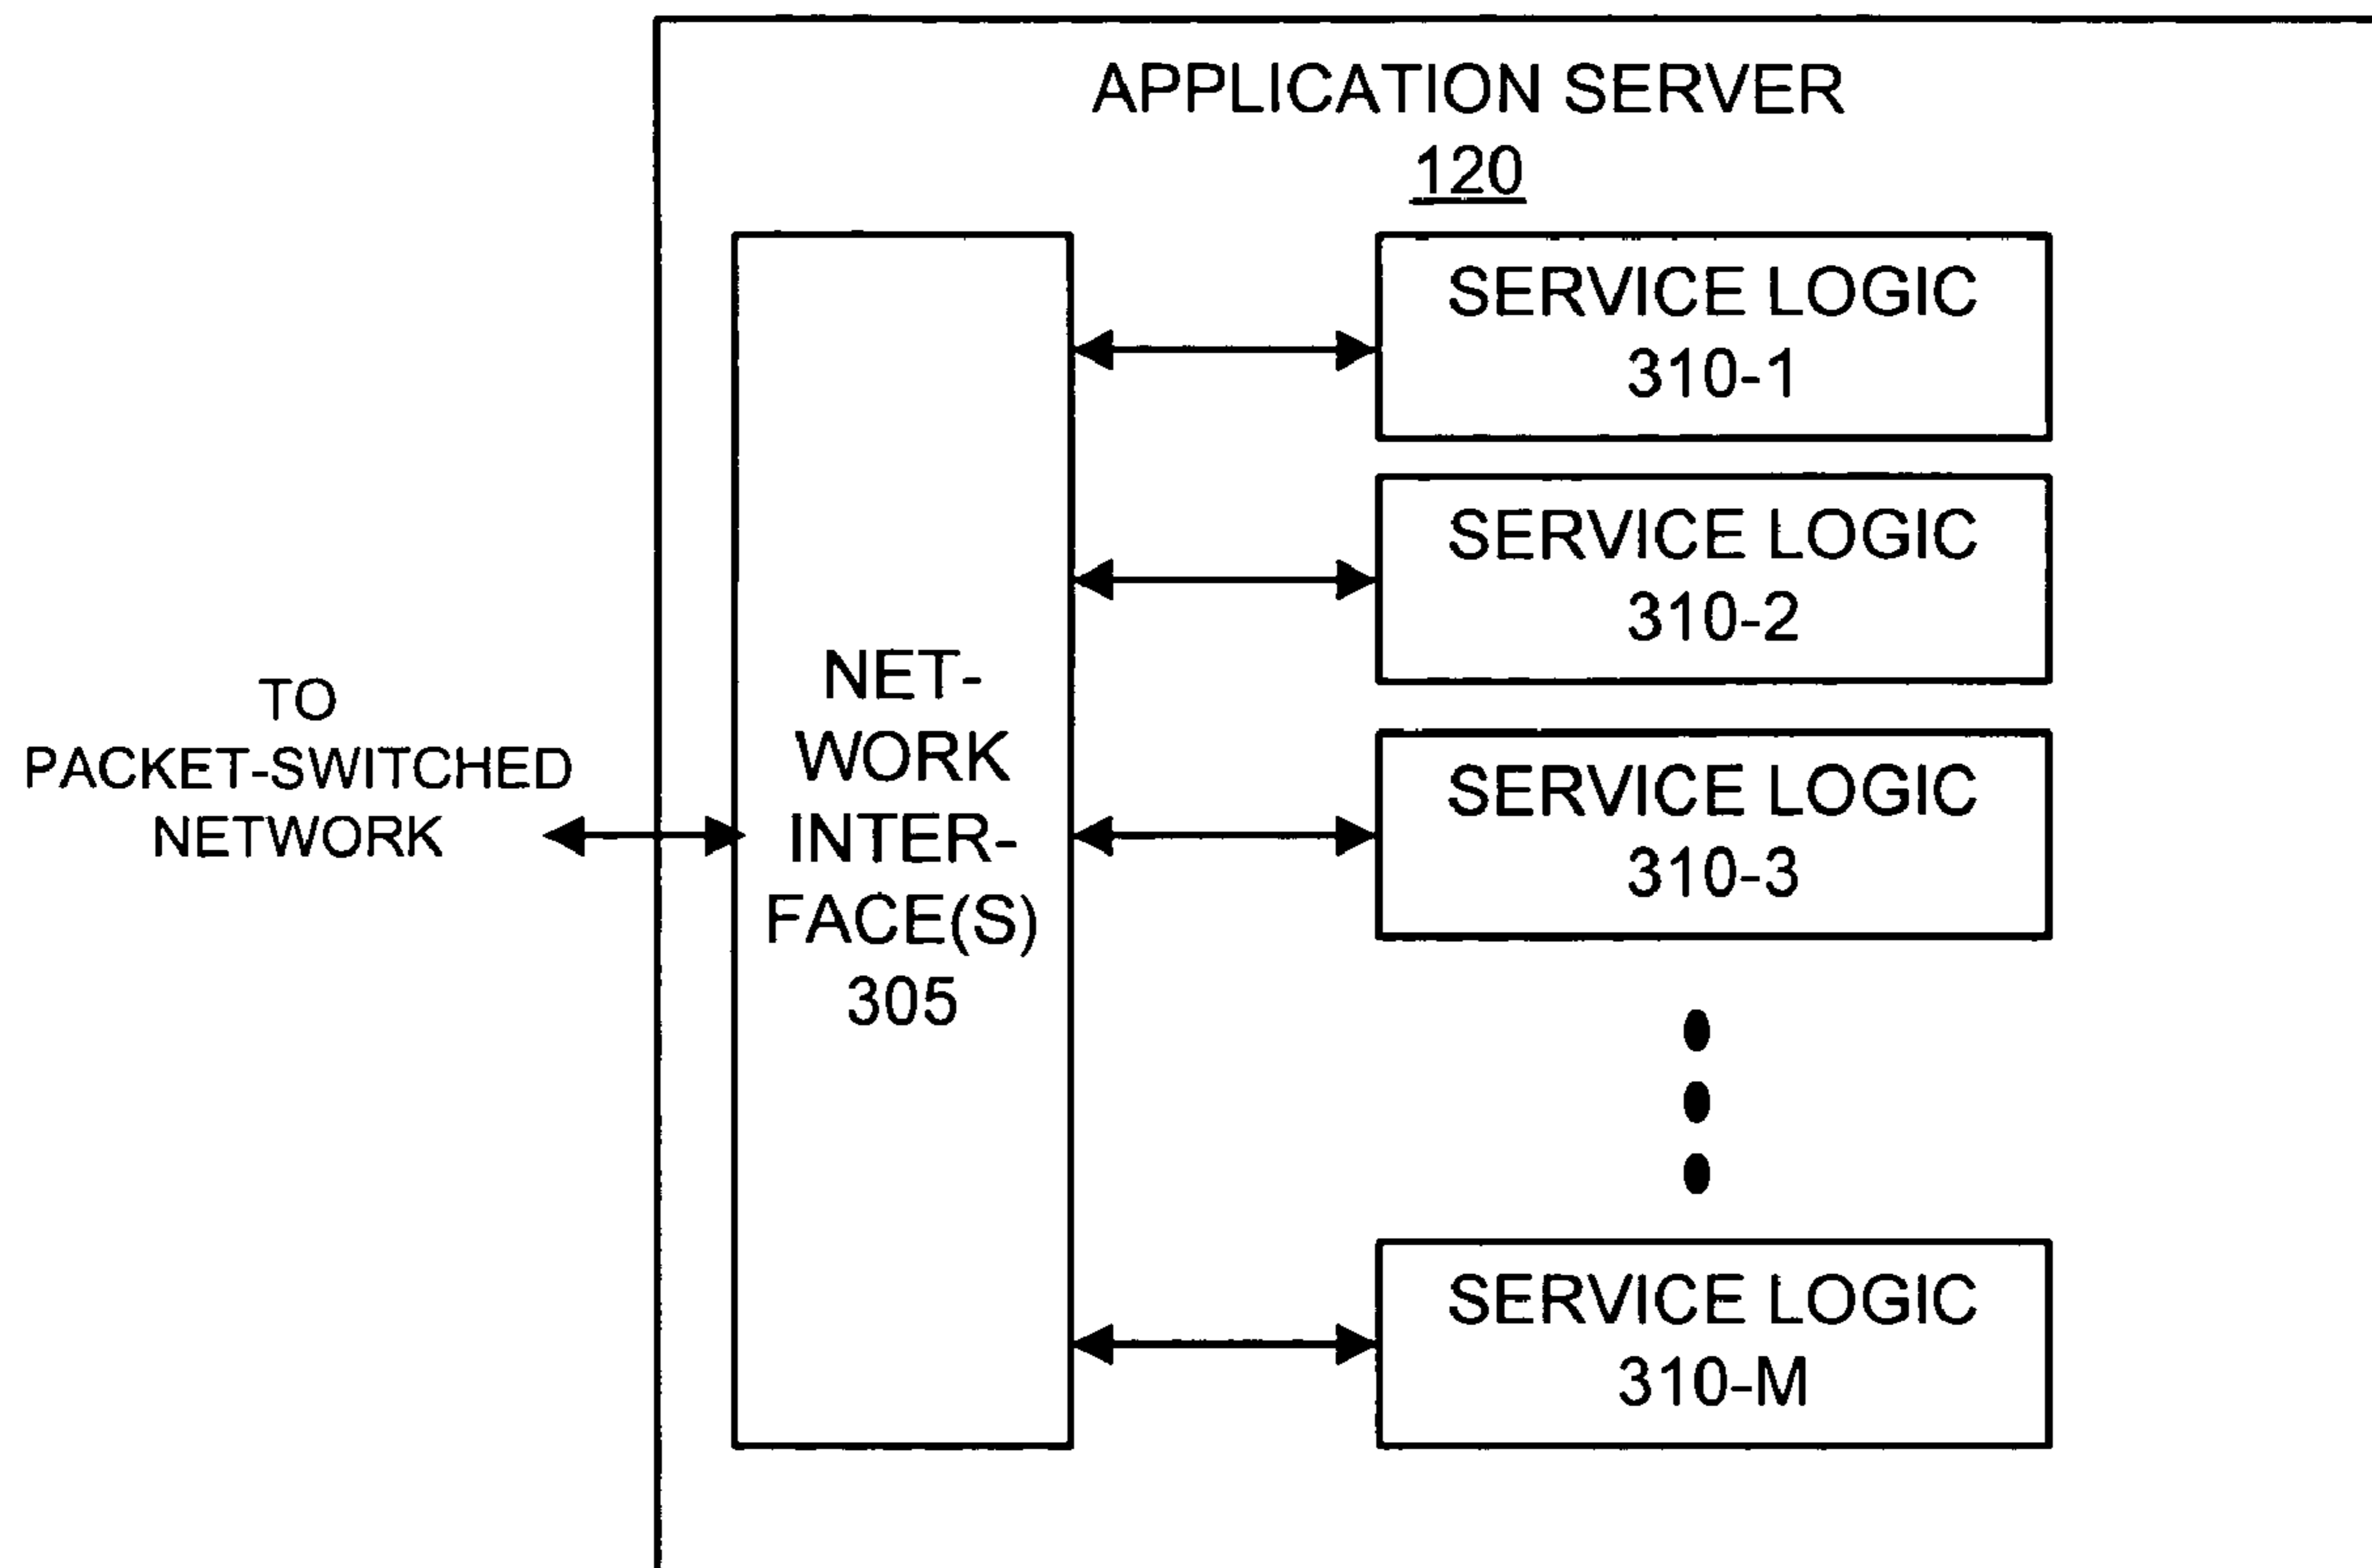 APPLICATION SERVER
120
SERVICE LOGIC
310-1
SERVICE LOGIC
310-2
TO
PACKET-SWITCHED
NETWORK
NET-
WORK
INTER-
FACE(S)
305
SERVICE LOGIC
310-3
SERVICE LOGIC
310-M